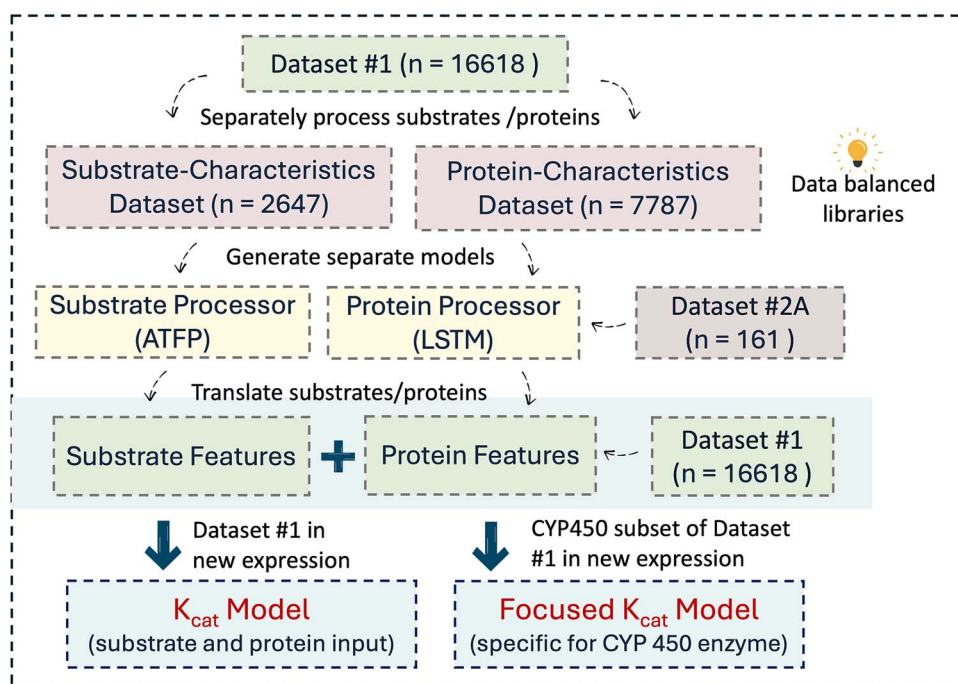 Dataset #1 (n = 16618 )
Separately process substrates /proteins
Substrate-Characteristics
Dataset (n = 2647)
Protein-Characteristics
Dataset (n = 7787)
Data balanced
libraries
Generate separate models
Substrate Processor
(ATFP)
Protein Processor
(LSTM)
Dataset #2A
(n = 161 )
Translate substrates/proteins
Substrate Features
+
Protein Features
Dataset #1
(n = 16618 )
Dataset #1 in
new expression
CYP450 subset of Dataset
#1 in new expression
Kcat Model
(substrate and protein input)
Focused Kcat Model
(specific for CYP 450 enzyme)